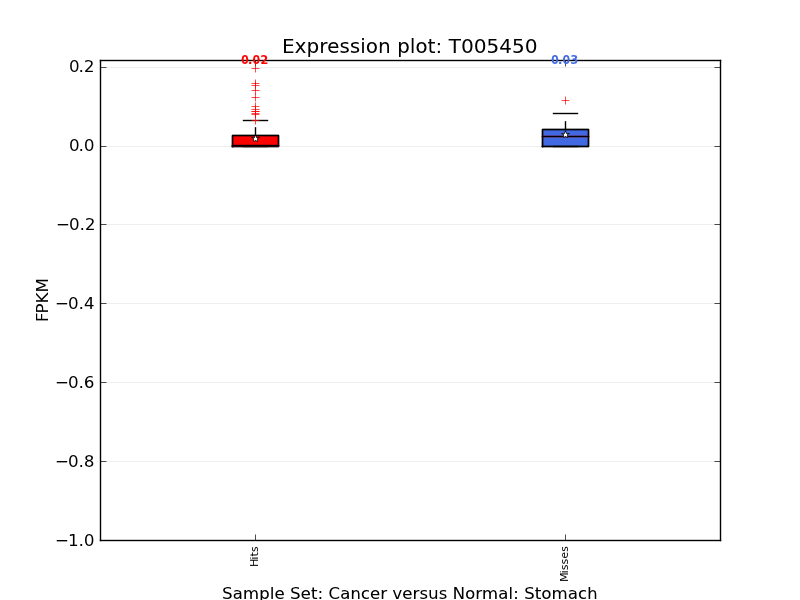 Expression plot: T005450
0.02
0.03
0.2
0.0
−0.2
−0.4
−0.6
−0.8
−1.0
FPKM
Hits
Misses
Sample Set: Cancer versus Normal: Stomach